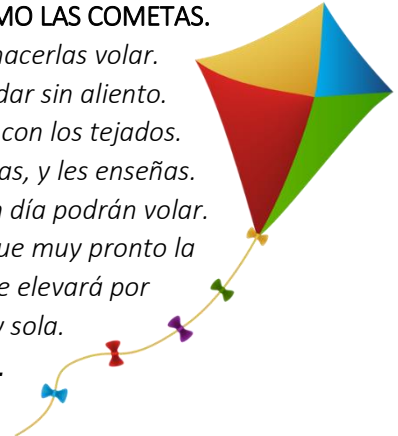 MO LAS COMETAS.
hacerlas volar.
dar sin aliento.
con los tejados.
as, y les enseñas.
día podrán volar.
ue muy pronto la
e elevará por
sola.